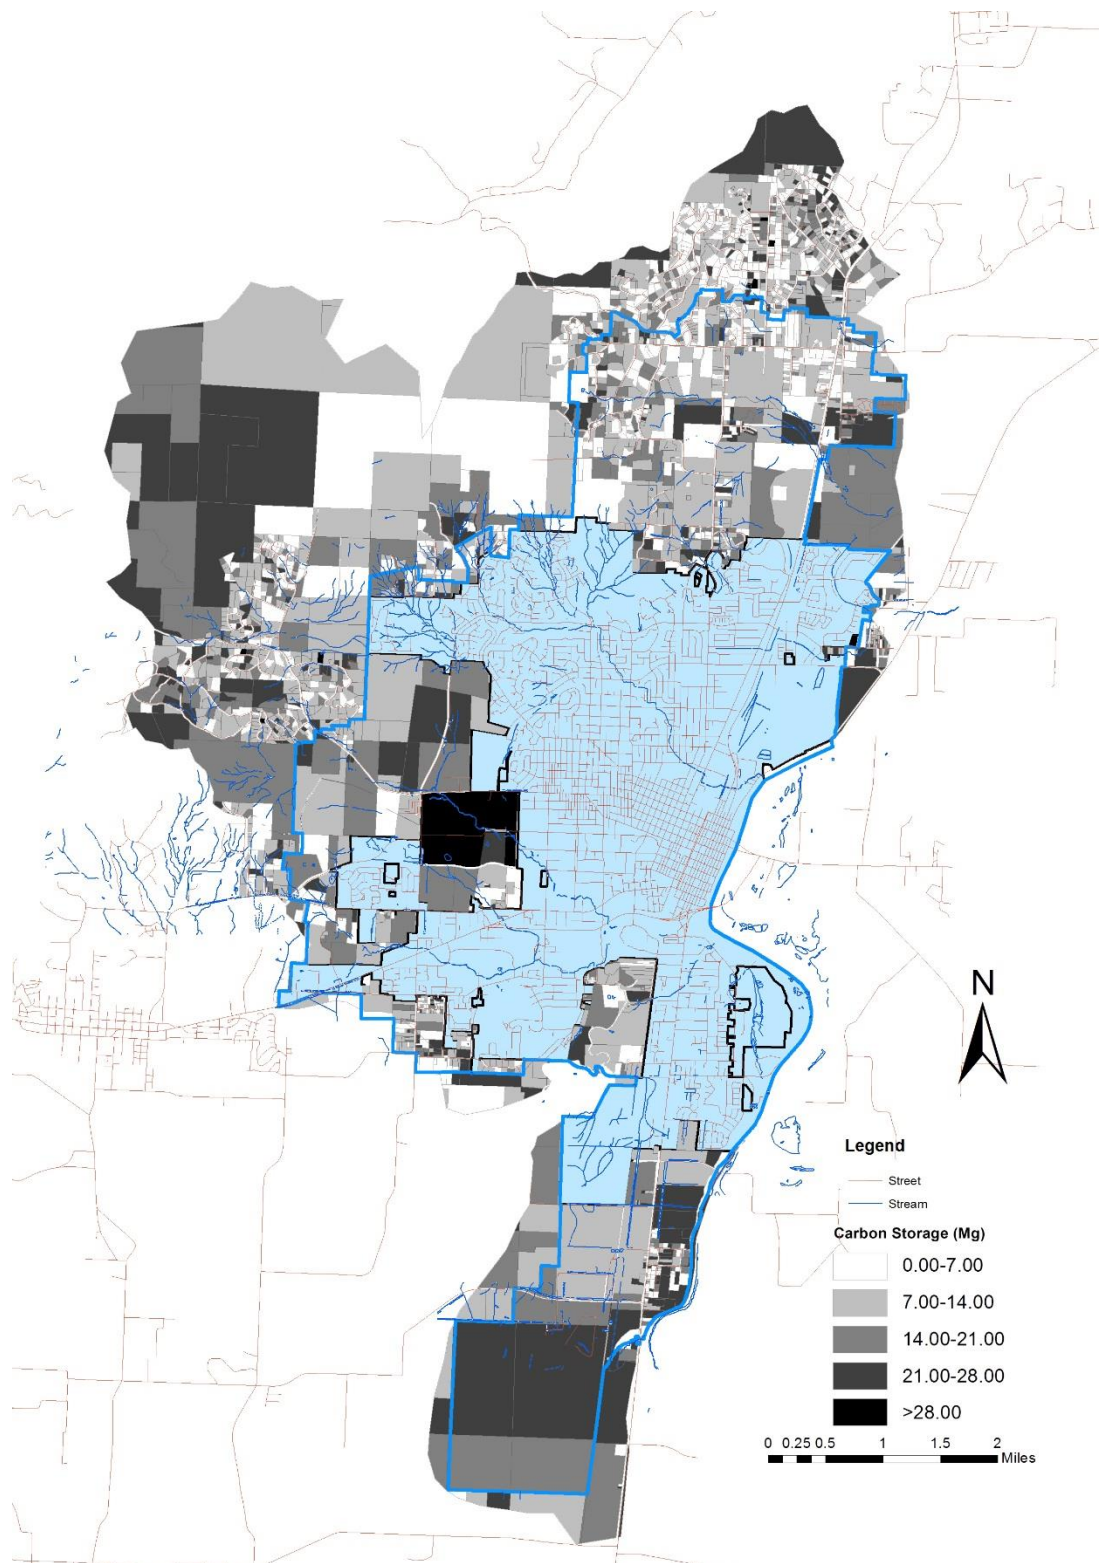 N
Legend
Street
Stream
Carbon Storage (Mg)
0.00-7.00
7.00-14.00
14.00-21.00
21.00-28.00
>28.00
0 0.25 0.5 1 1.5 2
Miles